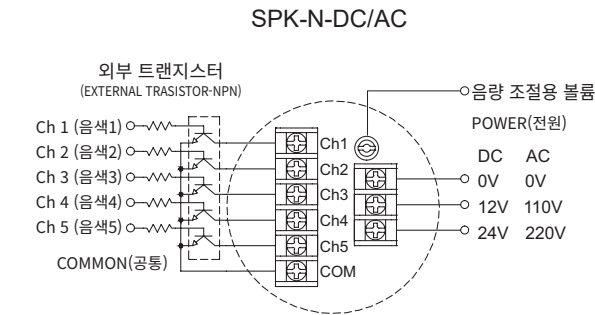 SPK-N-DC/AC
외부 트랜지스터
(EXTERNAL TRASISTOR-NPN)
Ch 1 (음색1)
Ch 2 (음색2)
Ch 3 (음색3)
Ch 4 (음색4)
Ch 5 (음색5)
COMMON(공통)
Ch1
Ch2
Ch3
Ch4
Ch5
COM
음량 조절용 볼륨
POWER(전원)
DC AC
0V 0V
12V 110V
24V 220V